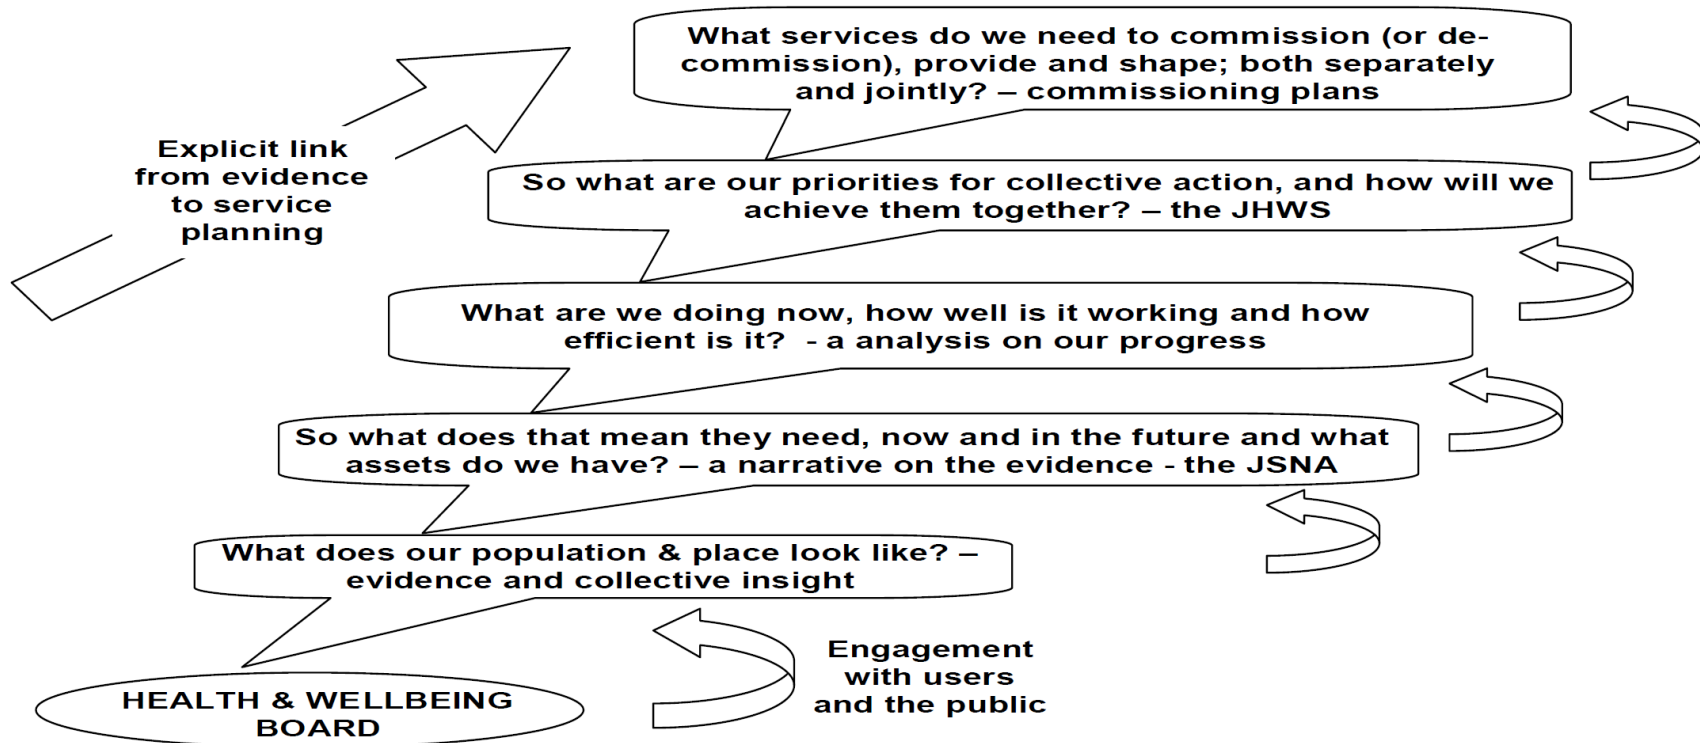 What services do we need to commission (or de-
commission), provide and shape; both separately
and jointly? – commissioning plans
Explicit link
from evidence
to service
planning
So what are our priorities for collective action, and how will we
achieve them together? – the JHWS
What are we doing now, how well is it working and how
efficient is it?  - a analysis on our progress
So what does that mean they need, now and in the future and what
assets do we have? – a narrative on the evidence - the JSNA
What does our population & place look like? –
evidence and collective insight
Engagement
with users
and the public
HEALTH & WELLBEING
BOARD